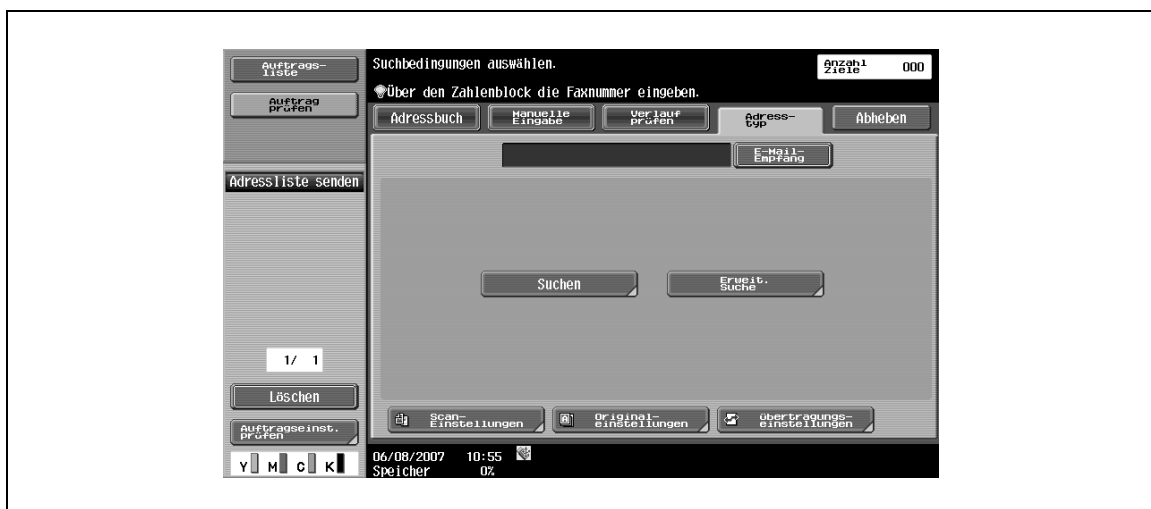 Auftrags-
liste
Auftrag
prüfen
Adressliste senden
1/ 1
Löschen
Auftragseinst.
prüfen
Y M C K
Suchbedingungen auswählen.
Anzahl
Ziele 000
Über den Zahlenblock die Faxnummer eingeben.
Adressbuch
Manuelle
Eingabe
Verlauf
prüfen
Adress-
typ
Abheben
E-Mail-
Empfang
Suchen
Erweit.
Suche
Scan-
Einstellungen
Original-
einstellungen
Übertragungs-
einstellungen
06/08/2007 10:55
Speicher 0%